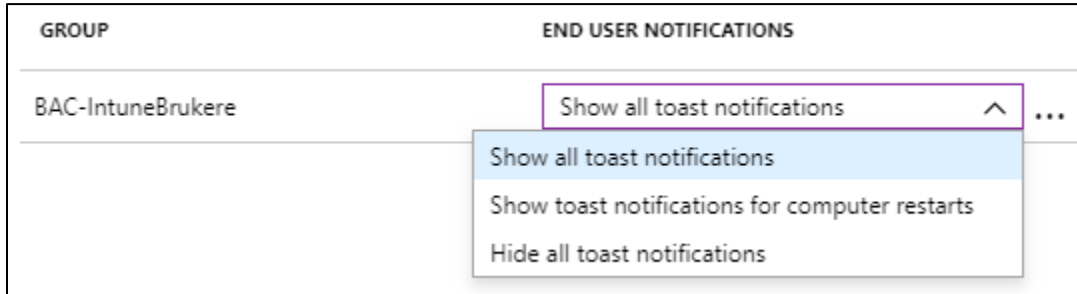 GROUP END USER NOTIFICATIONS
BAC-IntuneBrukere Show all toast notifications ...
Show all toast notifications
Show toast notifications for computer restarts
Hide all toast notifications